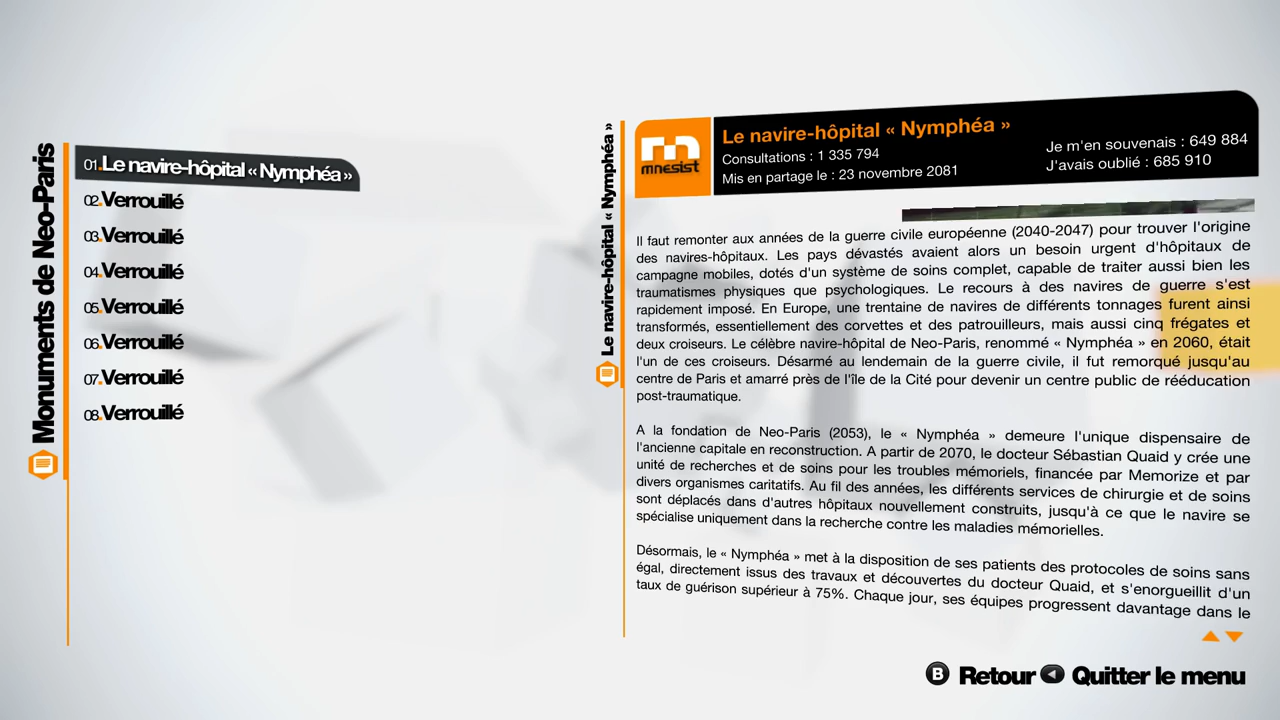 Monuments de Neo-Paris
01.Le navire-hôpital « Nymphéa »
02.Verrouillé
03.Verrouillé
04.Verrouillé
05.Verrouillé
06.Verrouillé
07.Verrouillé
08.Verrouillé
Le navire-hôpital « Nymphéa »
mnesist
Le navire-hôpital « Nymphéa »
Consultations : 1 335 794
Mis en partage le : 23 novembre 2081
Je m'en souvenais : 649 884
J'avais oublié : 685 910
Il faut remonter aux années de la guerre civile européenne (2040-2047) pour trouver l'origine
des navires-hôpitaux. Les pays dévastés avaient alors un besoin urgent d'hôpitaux de
campagne mobiles, dotés d'un système de soins complet, capable de traiter aussi bien les
traumatismes physiques que psychologiques. Le recours à des navires de guerre s'est
rapidement imposé. En Europe, une trentaine de navires de différents tonnages furent ainsi
transformés, essentiellement des corvettes et des patrouilleurs, mais aussi cinq frégates et
deux croiseurs. Le célèbre navire-hôpital de Neo-Paris, renommé « Nymphéa » en 2060, était
l'un de ces croiseurs. Désarmé au lendemain de la guerre civile, il fut remorqué jusqu'au
centre de Paris et amarré près de l'île de la Cité pour devenir un centre public de rééducation
post-traumatique.
A la fondation de Neo-Paris (2053), le « Nymphéa » demeure l'unique dispensaire de
l'ancienne capitale en reconstruction. A partir de 2070, le docteur Sébastian Quaid y crée une
unité de recherches et de soins pour les troubles mémoriels, financée par Memorize et par
divers organismes caritatifs. Au fil des années, les différents services de chirurgie et de soins
sont déplacés dans d'autres hôpitaux nouvellement construits, jusqu'à ce que le navire se
spécialise uniquement dans la recherche contre les maladies mémorielles.
Désormais, le « Nymphéa » met à la disposition de ses patients des protocoles de soins sans
égal, directement issus des travaux et découvertes du docteur Quaid, et s'enorgueillit d'un
taux de guérison supérieur à 75%. Chaque jour, ses équipes progressent davantage dans le
B Retour Quitter le menu